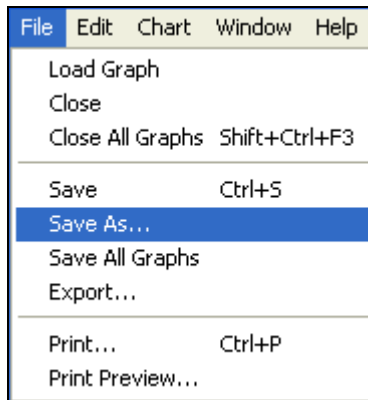 File Edit Chart Window Help
Load Graph
Close
Close All Graphs Shift+Ctrl+F3
Save Ctrl+S
Save As...
Save All Graphs
Export...
Print... Ctrl+P
Print Preview...